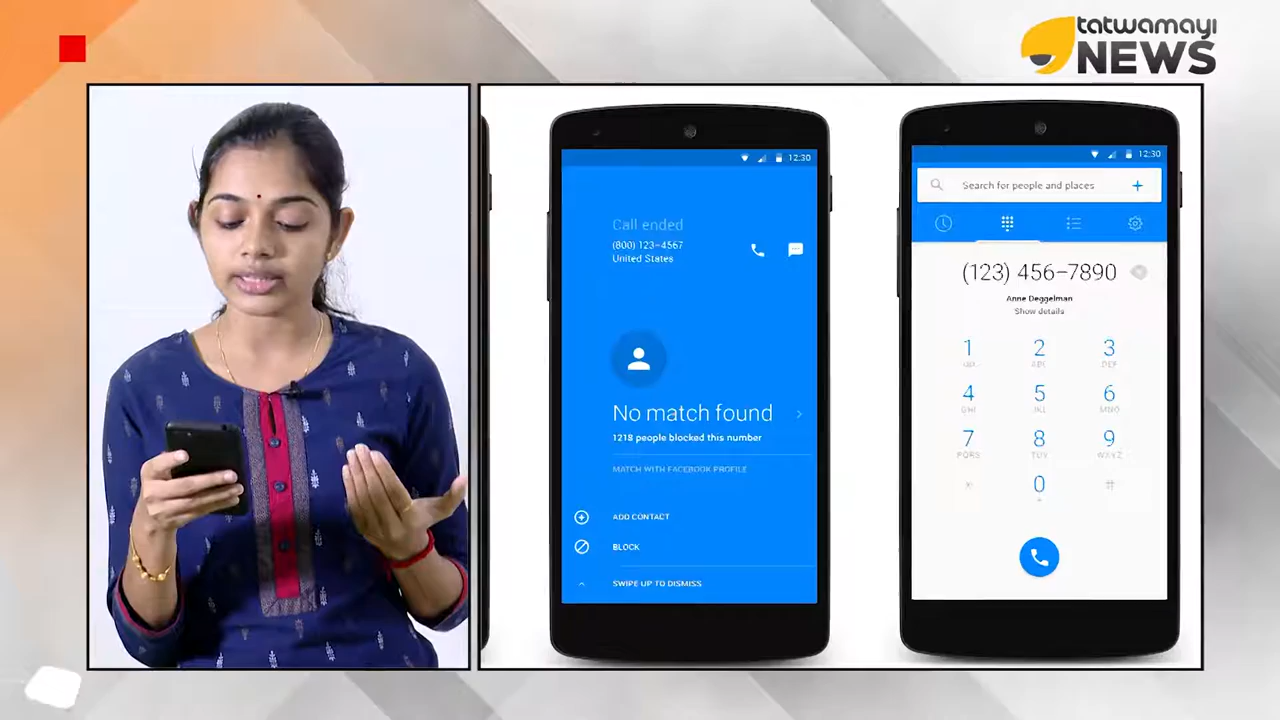 tatwamayi
NEWS
12:30
Call ended
(800) 123-4567
United States
No match found
1218 people blocked this number
MATCH WITH FACEBOOK PROFILE
ADD CONTACT
BLOCK
SWIPE UP TO DISMISS
12:30
Search for people and places +
(123) 456-7890
Anne Deggelman
Show details
1 2 3
ABC DEF
4 5 6
GHI JKL MNO
7 8 9
PQRS TUV WXYZ
0
+
* #